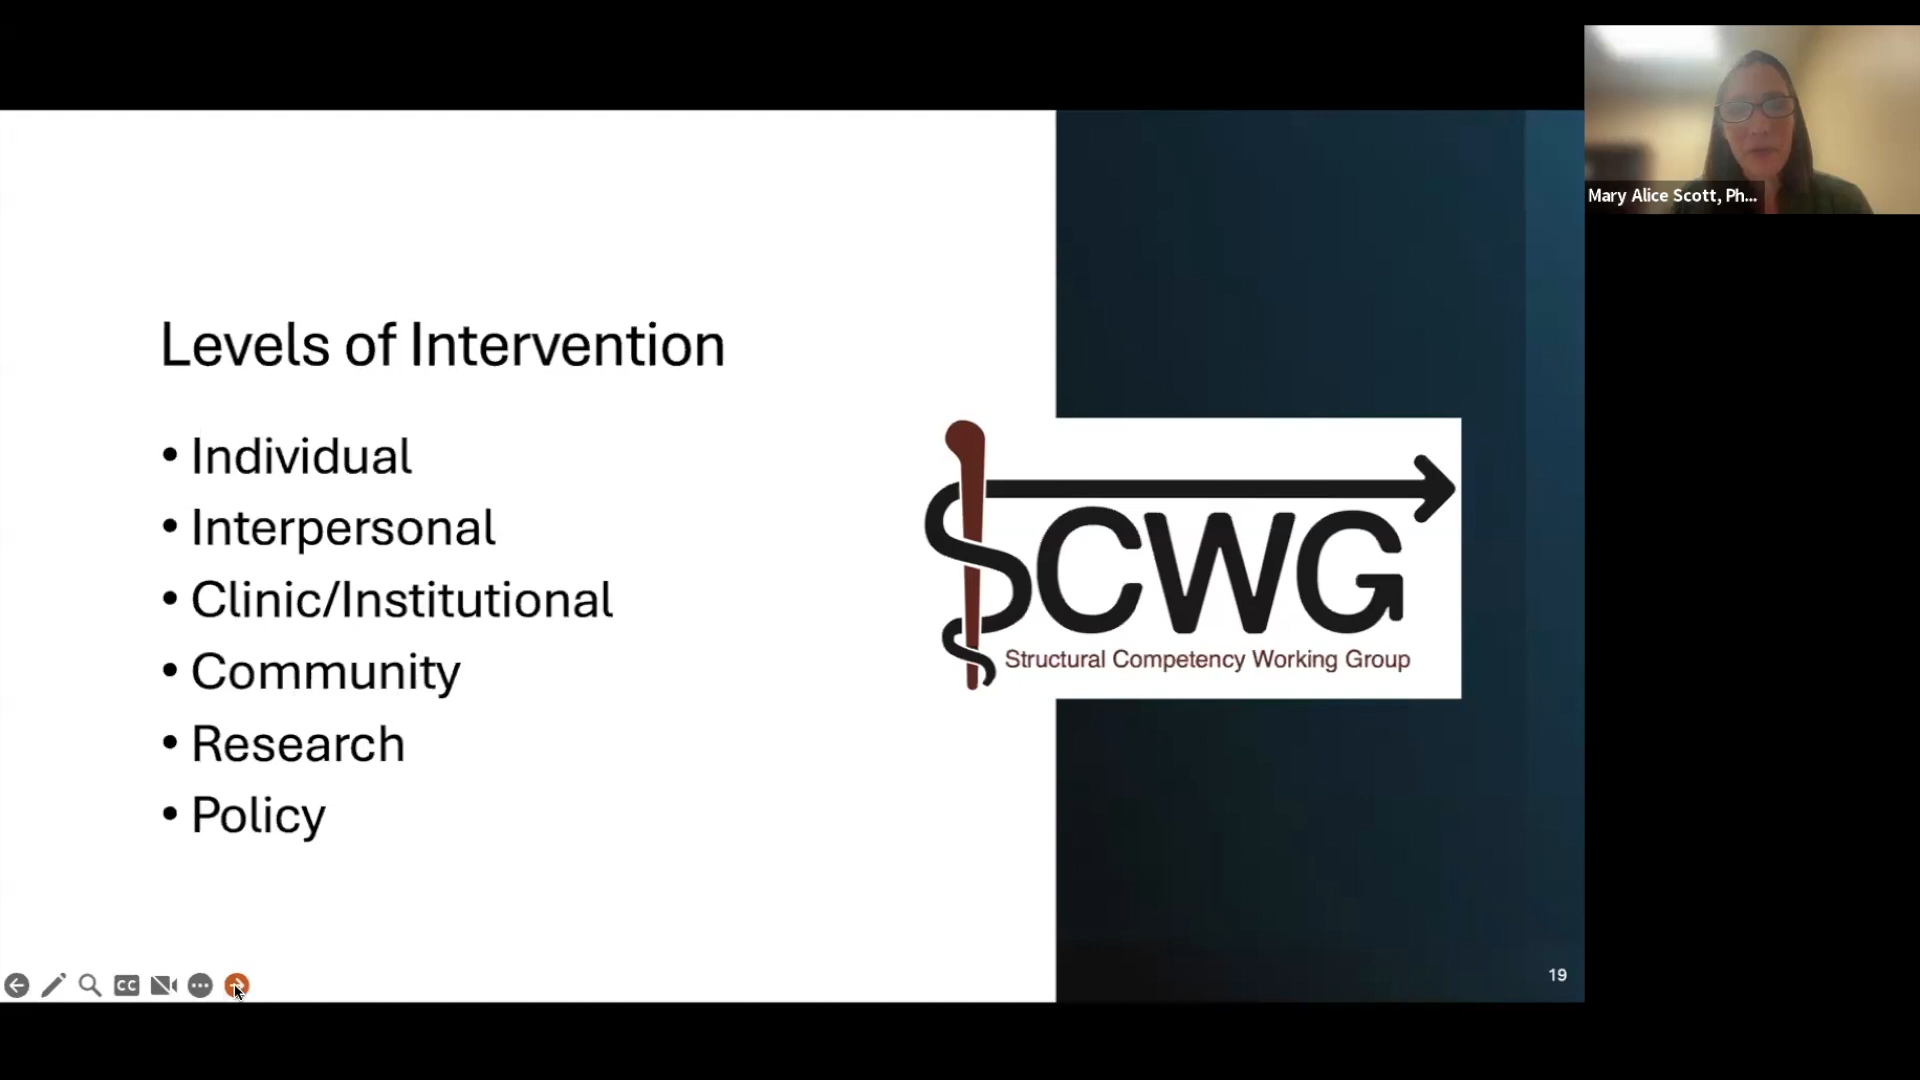 Mary Alice Scott, Ph...
Levels of Intervention
• Individual
• Interpersonal
• Clinic/Institutional
• Community
• Research
• Policy
SCWG
Structural Competency Working Group
CC
19